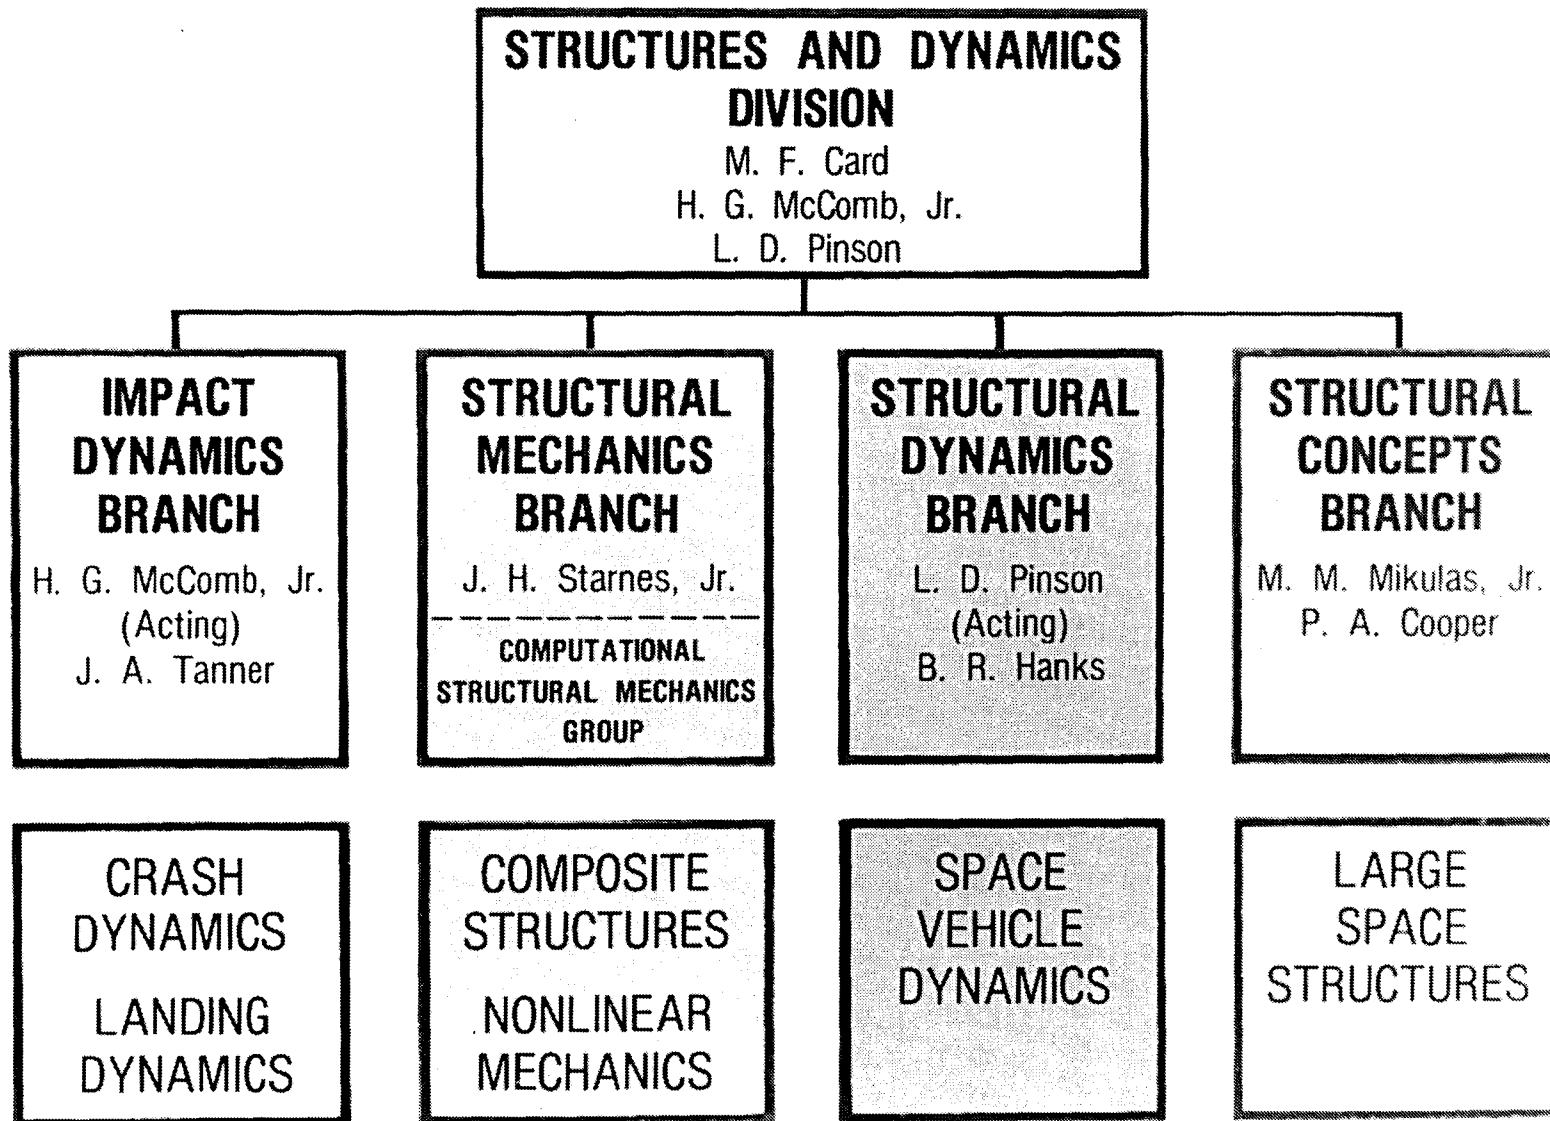 STRUCTURES AND DYNAMICS
DIVISION
M. F. Card
H. G. McComb, Jr.
L. D. Pinson
IMPACT
DYNAMICS
BRANCH
H. G. McComb, Jr.
(Acting)
J. A. Tanner
STRUCTURAL
MECHANICS
BRANCH
J. H. Starnes, Jr.
COMPUTATIONAL
STRUCTURAL MECHANICS
GROUP
STRUCTURAL
DYNAMICS
BRANCH
L. D. Pinson
(Acting)
B. R. Hanks
STRUCTURAL
CONCEPTS
BRANCH
M. M. Mikulas, Jr.
P. A. Cooper
CRASH
DYNAMICS
LANDING
DYNAMICS
COMPOSITE
STRUCTURES
NONLINEAR
MECHANICS
SPACE
VEHICLE
DYNAMICS
LARGE
SPACE
STRUCTURES